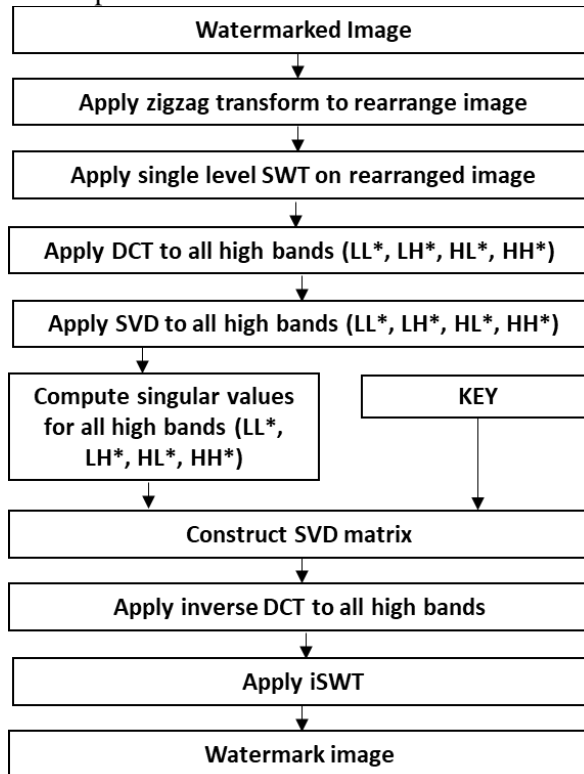 Watermarked Image
Apply zigzag transform to rearrange image
Apply single level SWT on rearranged image
Apply DCT to all high bands (LL*, LH*, HL*, HH*)
Apply SVD to all high bands (LL*, LH*, HL*, HH*)
Compute singular values
for all high bands (LL*,
LH*, HL*, HH*)
KEY
Construct SVD matrix
Apply inverse DCT to all high bands
Apply iSWT
Watermark image